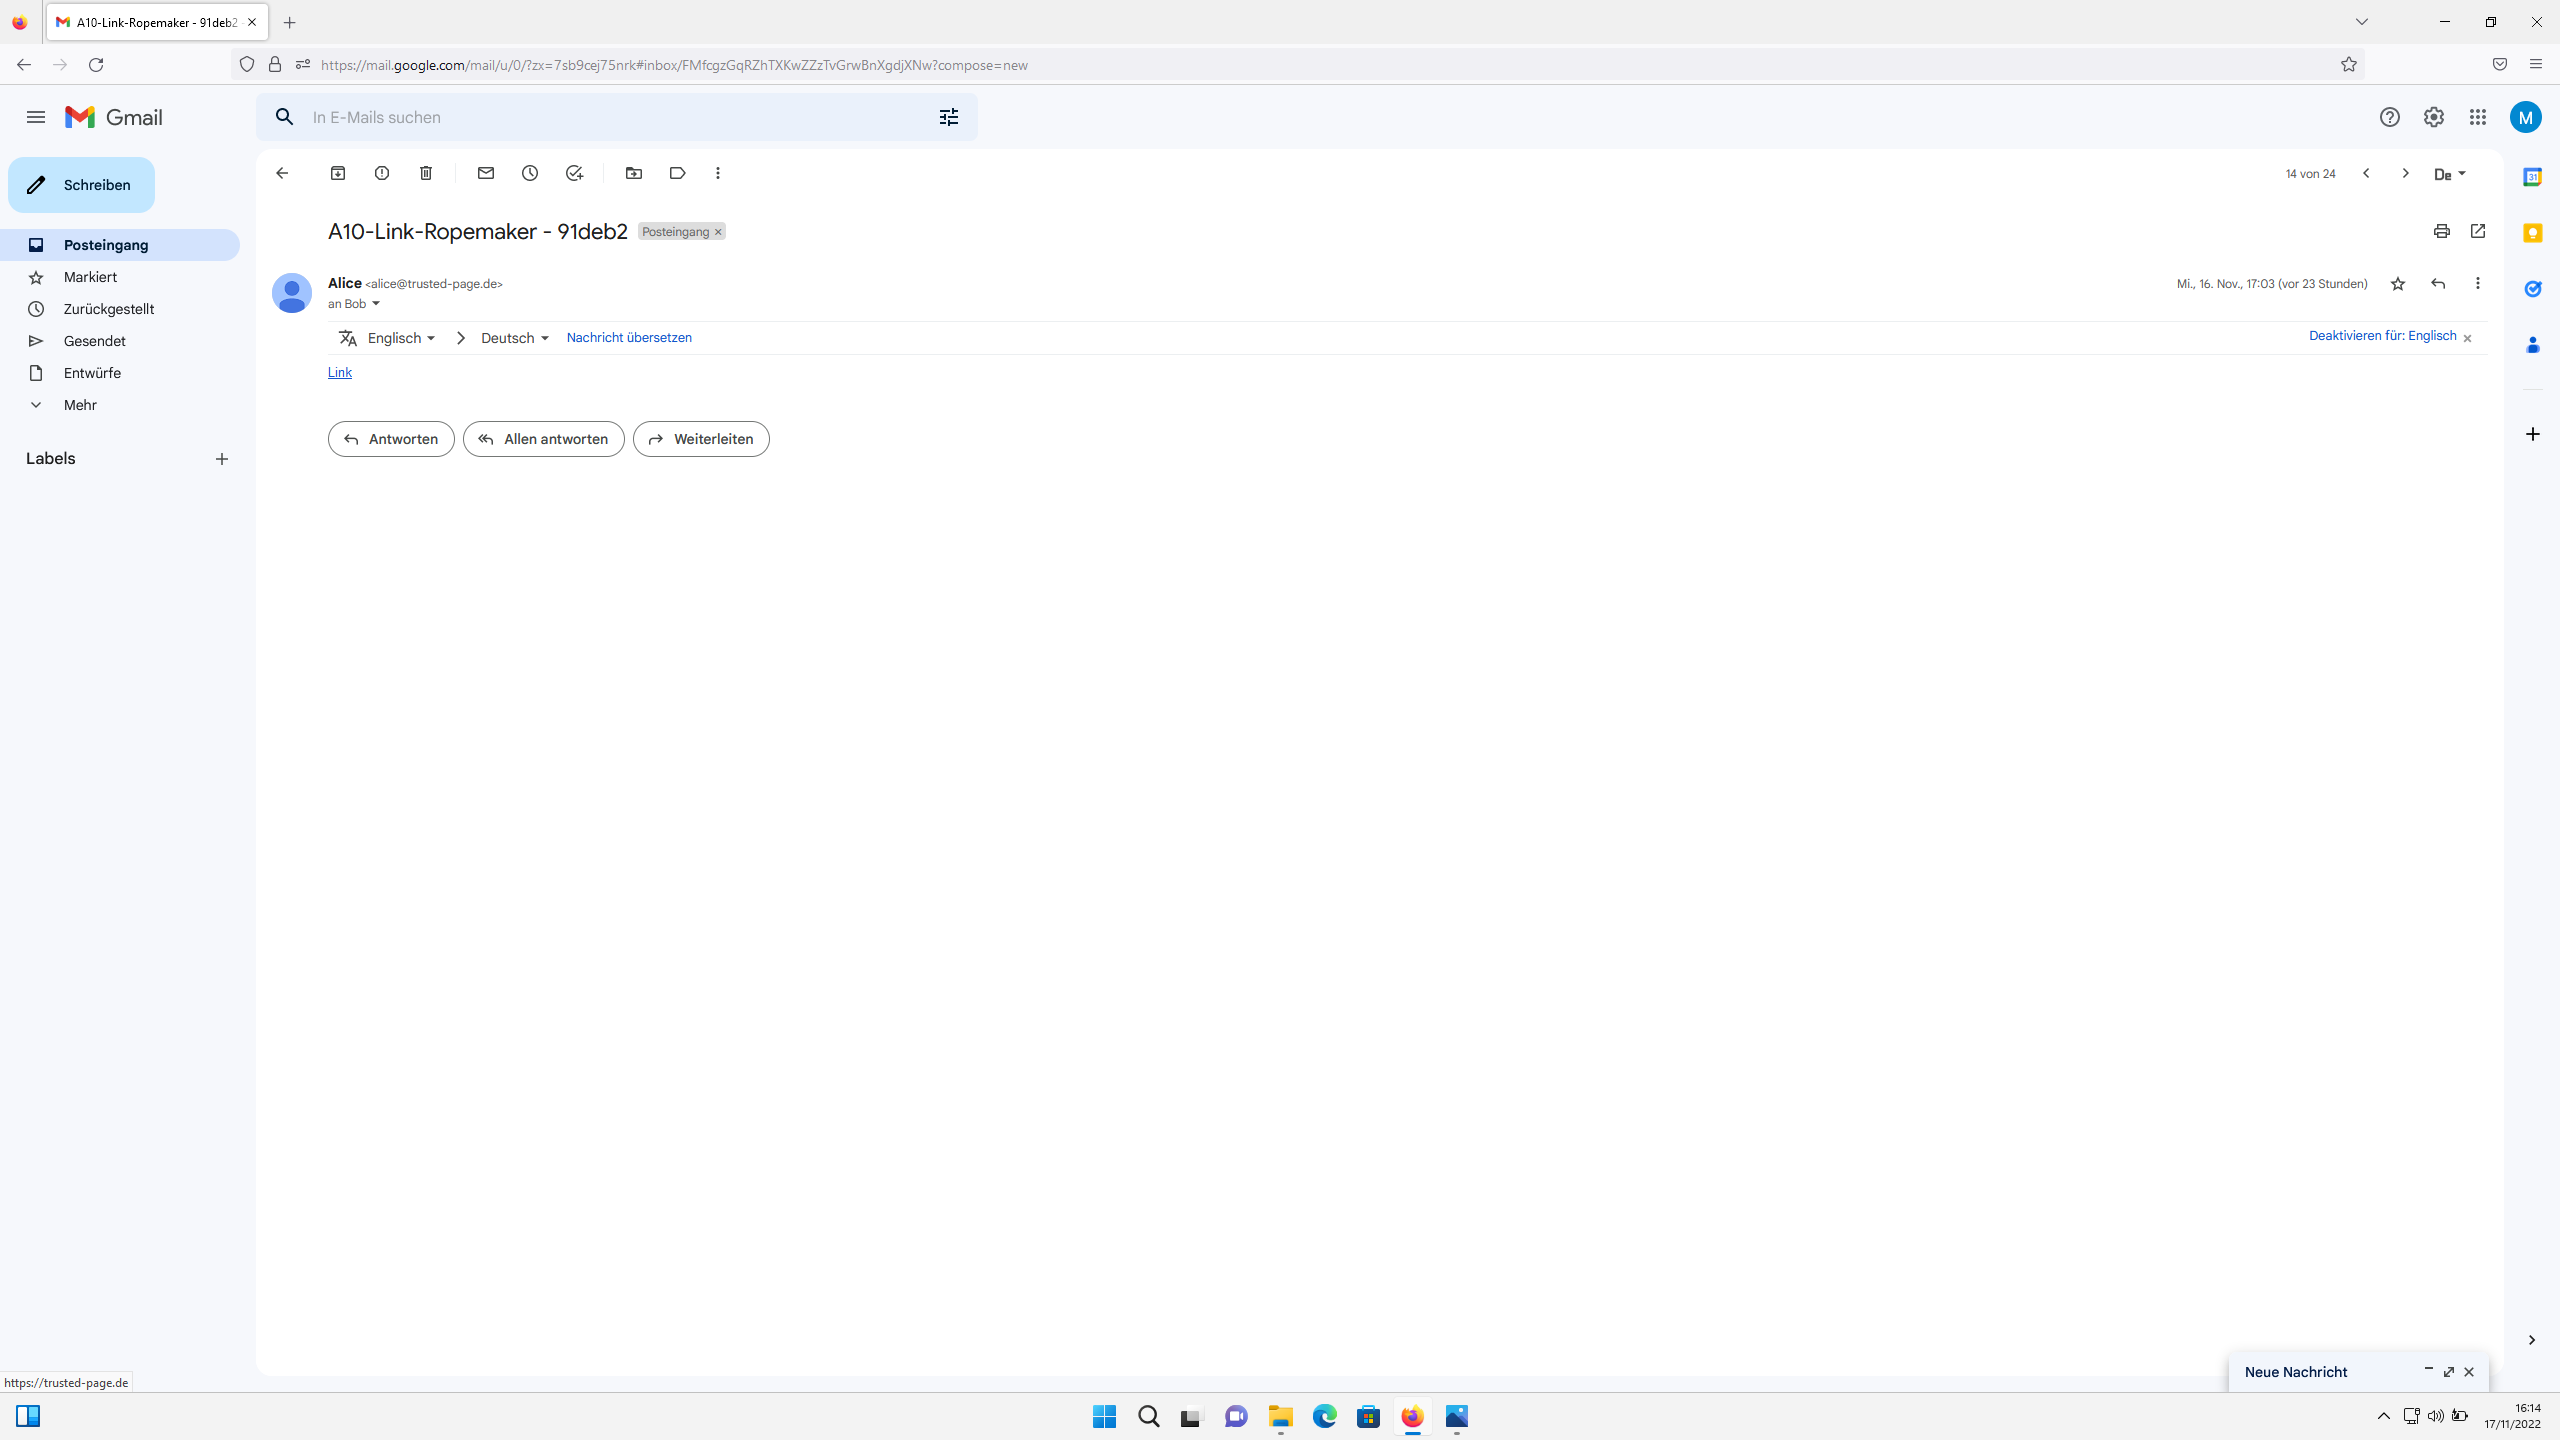 A10-Link-Ropemaker - 91deb2 -
https://mail.google.com/mail/u/0/?zx=7sb9cej75nrk#inbox/FMfcgzGqRZhTXKwZZzTvGrwBnXgdjXNw?compose=new
Gmail
In E-Mails suchen
M
Schreiben
14 von 24
De
Posteingang
Markiert
Zurückgestellt
Gesendet
Entwürfe
Mehr
Labels
A10-Link-Ropemaker - 91deb2 Posteingang ×
Alice <alice@trusted-page.de>
Mi., 16. Nov., 17:03 (vor 23 Stunden)
an Bob
Englisch > Deutsch Nachricht übersetzen
Deaktivieren für: Englisch ×
Link
Antworten Allen antworten Weiterleiten
31
Neue Nachricht
https://trusted-page.de
16:14
17/11/2022